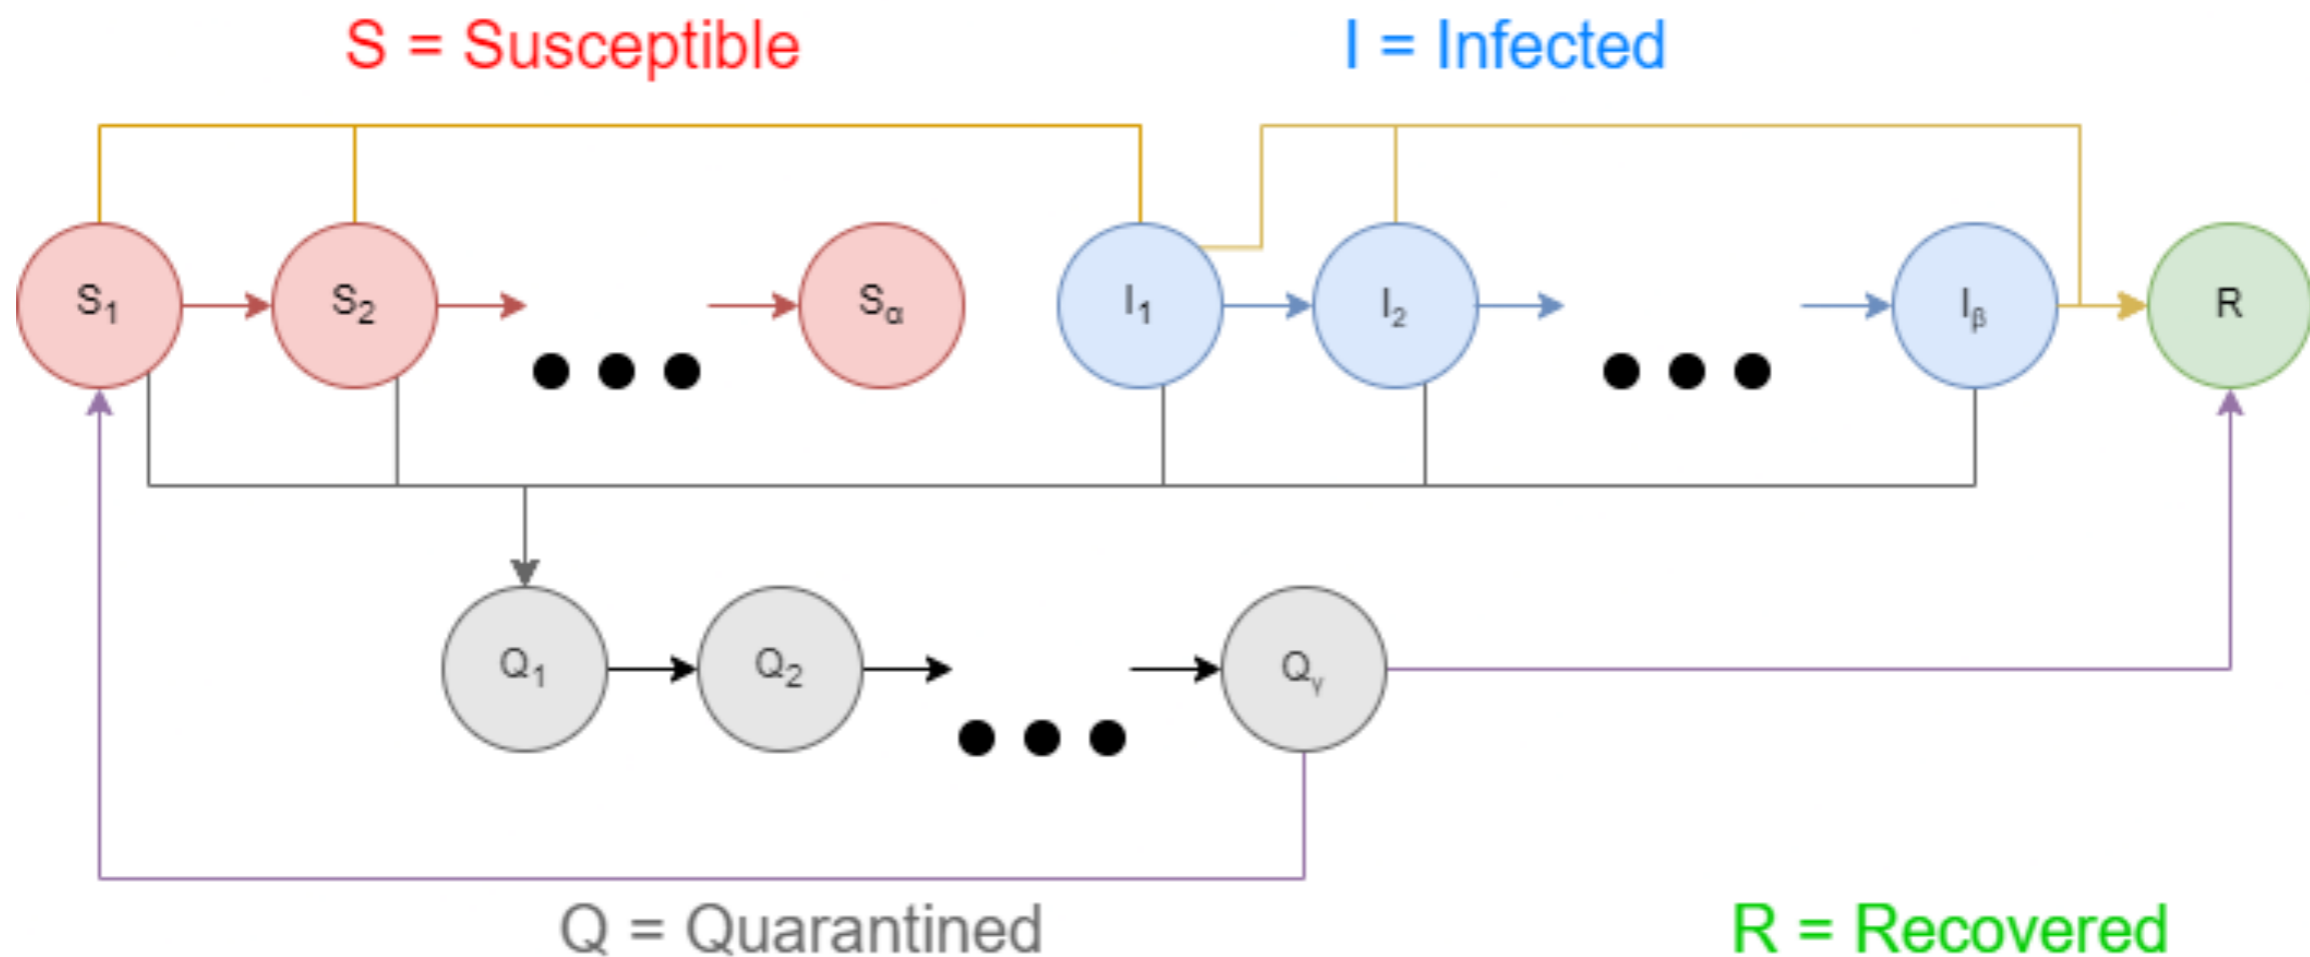 S = Susceptible
I = Infected
S₁
S₂
Sα
I₁
I₂
Iᵦ
R
Q₁
Q₂
Qᵧ
Q = Quarantined
R = Recovered